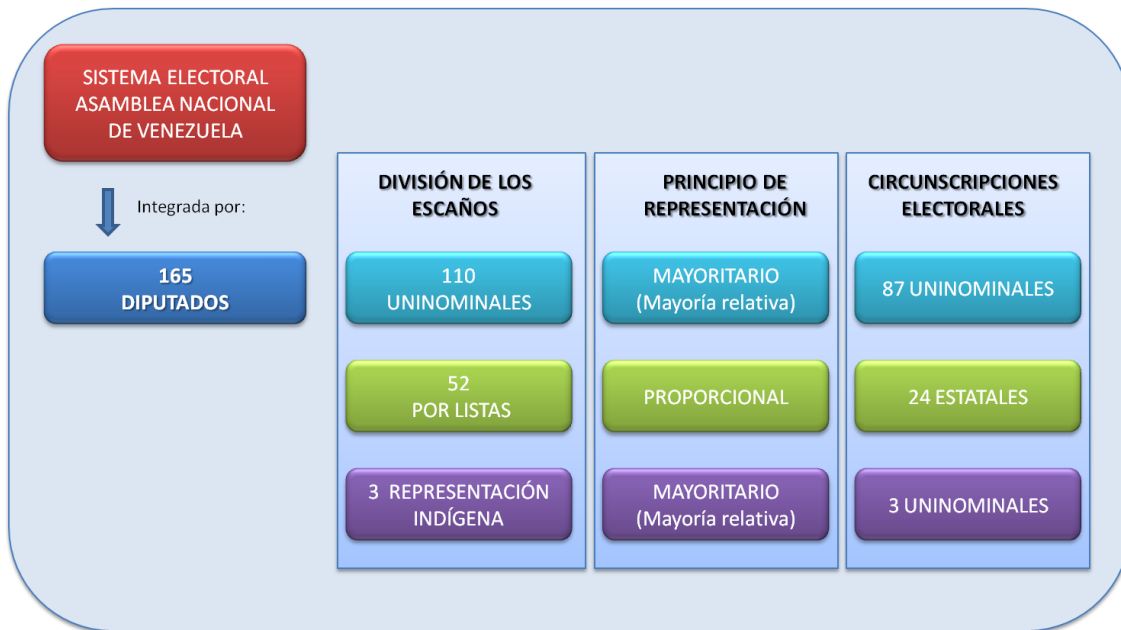 SISTEMA ELECTORAL
ASAMBLEA NACIONAL
DE VENEZUELA
Integrada por:
165
DIPUTADOS
DIVISIÓN DE LOS
ESCAÑOS
110
UNINOMINALES
52
POR LISTAS
3 REPRESENTACIÓN
INDÍGENA
PRINCIPIO DE
REPRESENTACIÓN
MAYORITARIO
(Mayoría relativa)
PROPORCIONAL
MAYORITARIO
(Mayoría relativa)
CIRCUNSCRIPCIONES
ELECTORALES
87 UNINOMINALES
24 ESTATALES
3 UNINOMINALES